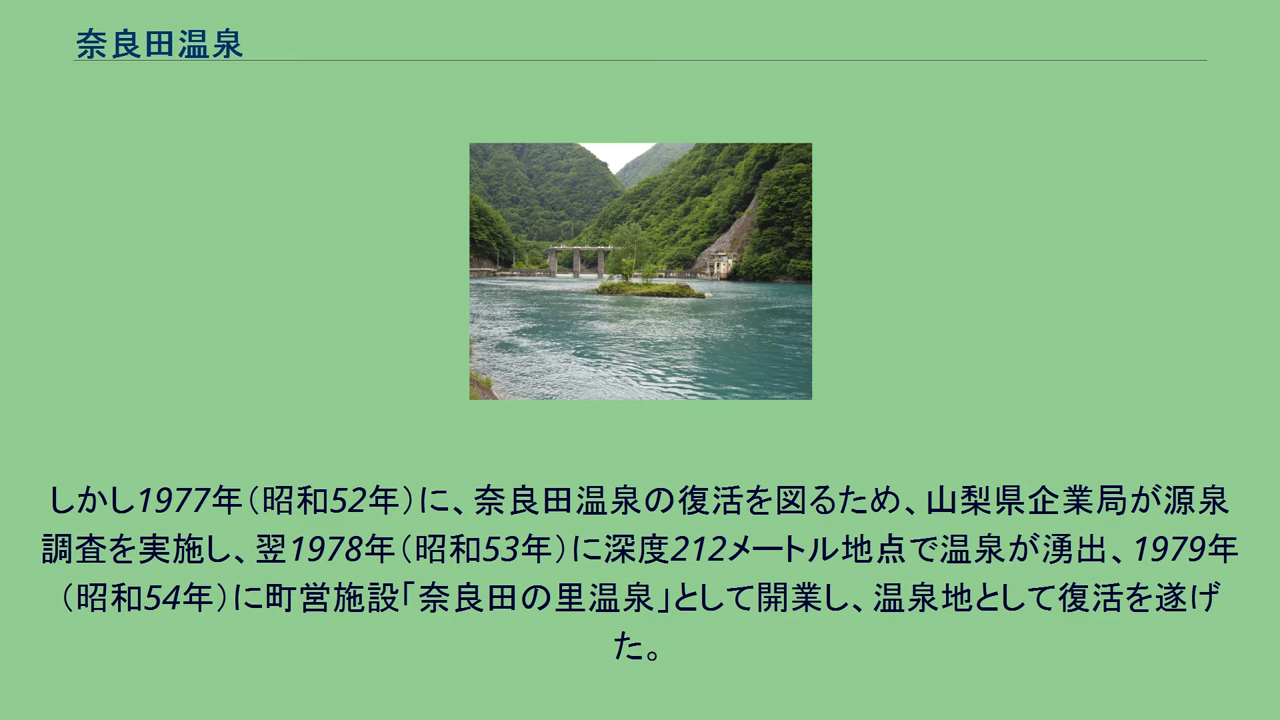 奈良田温泉
しかし1977年（昭和52年）に、奈良田温泉の復活を図るため、山梨県企業局が源泉
調査を実施し、翌1978年（昭和53年）に深度212メートル地点で温泉が湧出、1979年
（昭和54年）に町営施設「奈良田の里温泉」として開業し、温泉地として復活を遂げ
た。